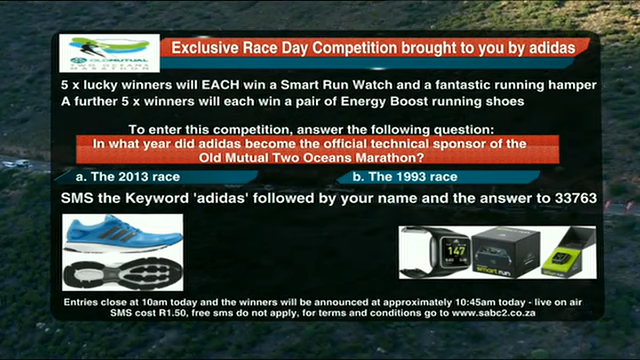 OLDMUTUAL
TWO OCEANS
MARATHON
Exclusive Race Day Competition brought to you by adidas
5 x lucky winners will EACH win a Smart Run Watch and a fantastic running hamper
A further 5 x winners will each win a pair of Energy Boost running shoes
To enter this competition, answer the following question:
In what year did adidas become the official technical sponsor of the
Old Mutual Two Oceans Marathon?
a. The 2013 race
b. The 1993 race
SMS the Keyword 'adidas' followed by your name and the answer to 33763
147
smart run
Entries close at 10am today and the winners will be announced at approximately 10:45am today - live on air
SMS cost R1.50, free sms do not apply, for terms and conditions go to www.sabc2.co.za